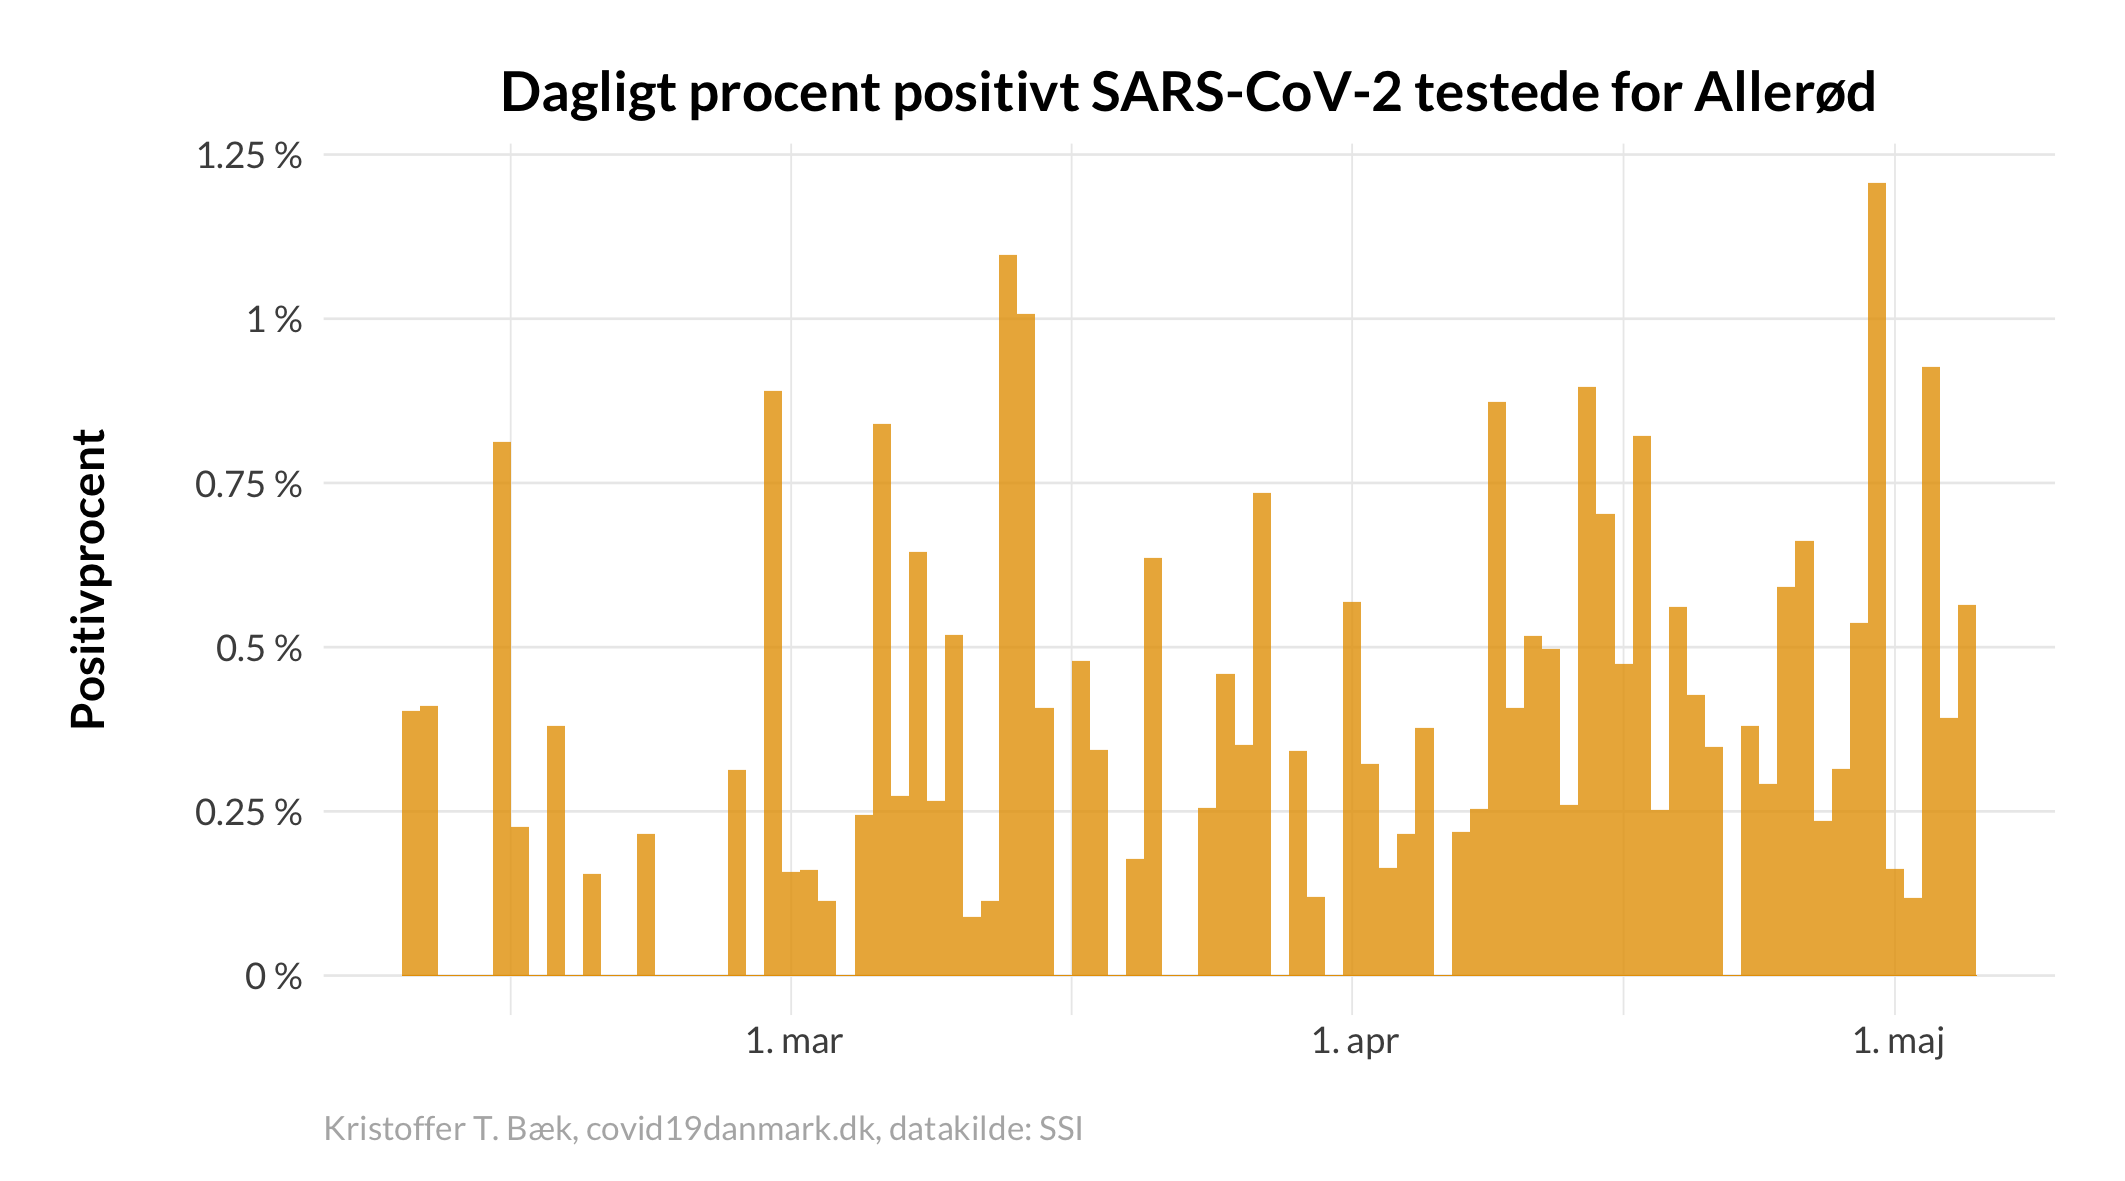 Dagligt procent positivt SARS-CoV-2 testede for Allerød
1.25 %
1 %
0.75 %
0.5 %
0.25 %
0 %
Positivprocent
1. mar
1. apr
1. maj
Kristoffer T. Bæk, covid19danmark.dk, datakilde: SSI